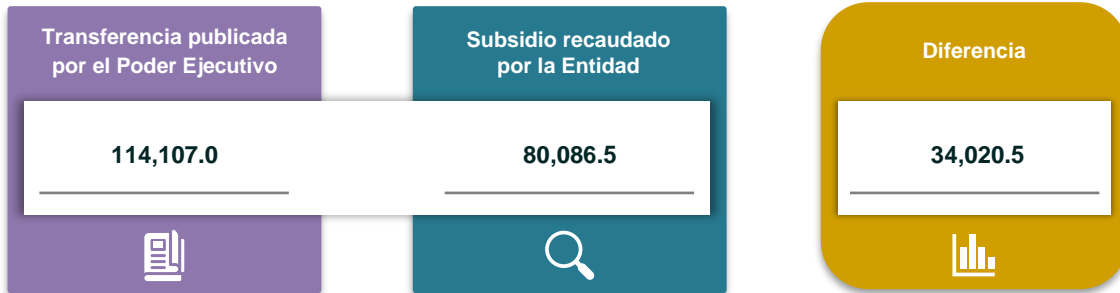 Transferencia publicada
por el Poder Ejecutivo
Subsidio recaudado
por la Entidad
Diferencia
114,107.0
80,086.5
34,020.5